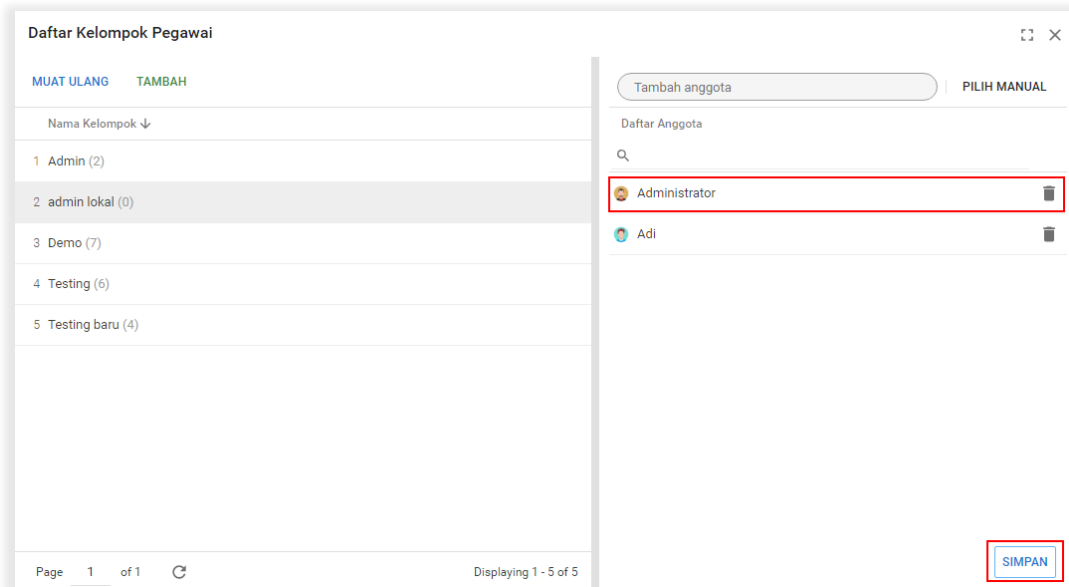 Daftar Kelompok Pegawai
MUAT ULANG TAMBAH
Nama Kelompok
1 Admin (2)
2 admin lokal (0)
3 Demo (7)
4 Testing (6)
5 Testing baru (4)
Page 1 of 1 Displaying 1 - 5 of 5
Tambah anggota PILIH MANUAL
Daftar Anggota
Administrator
Adi
SIMPAN